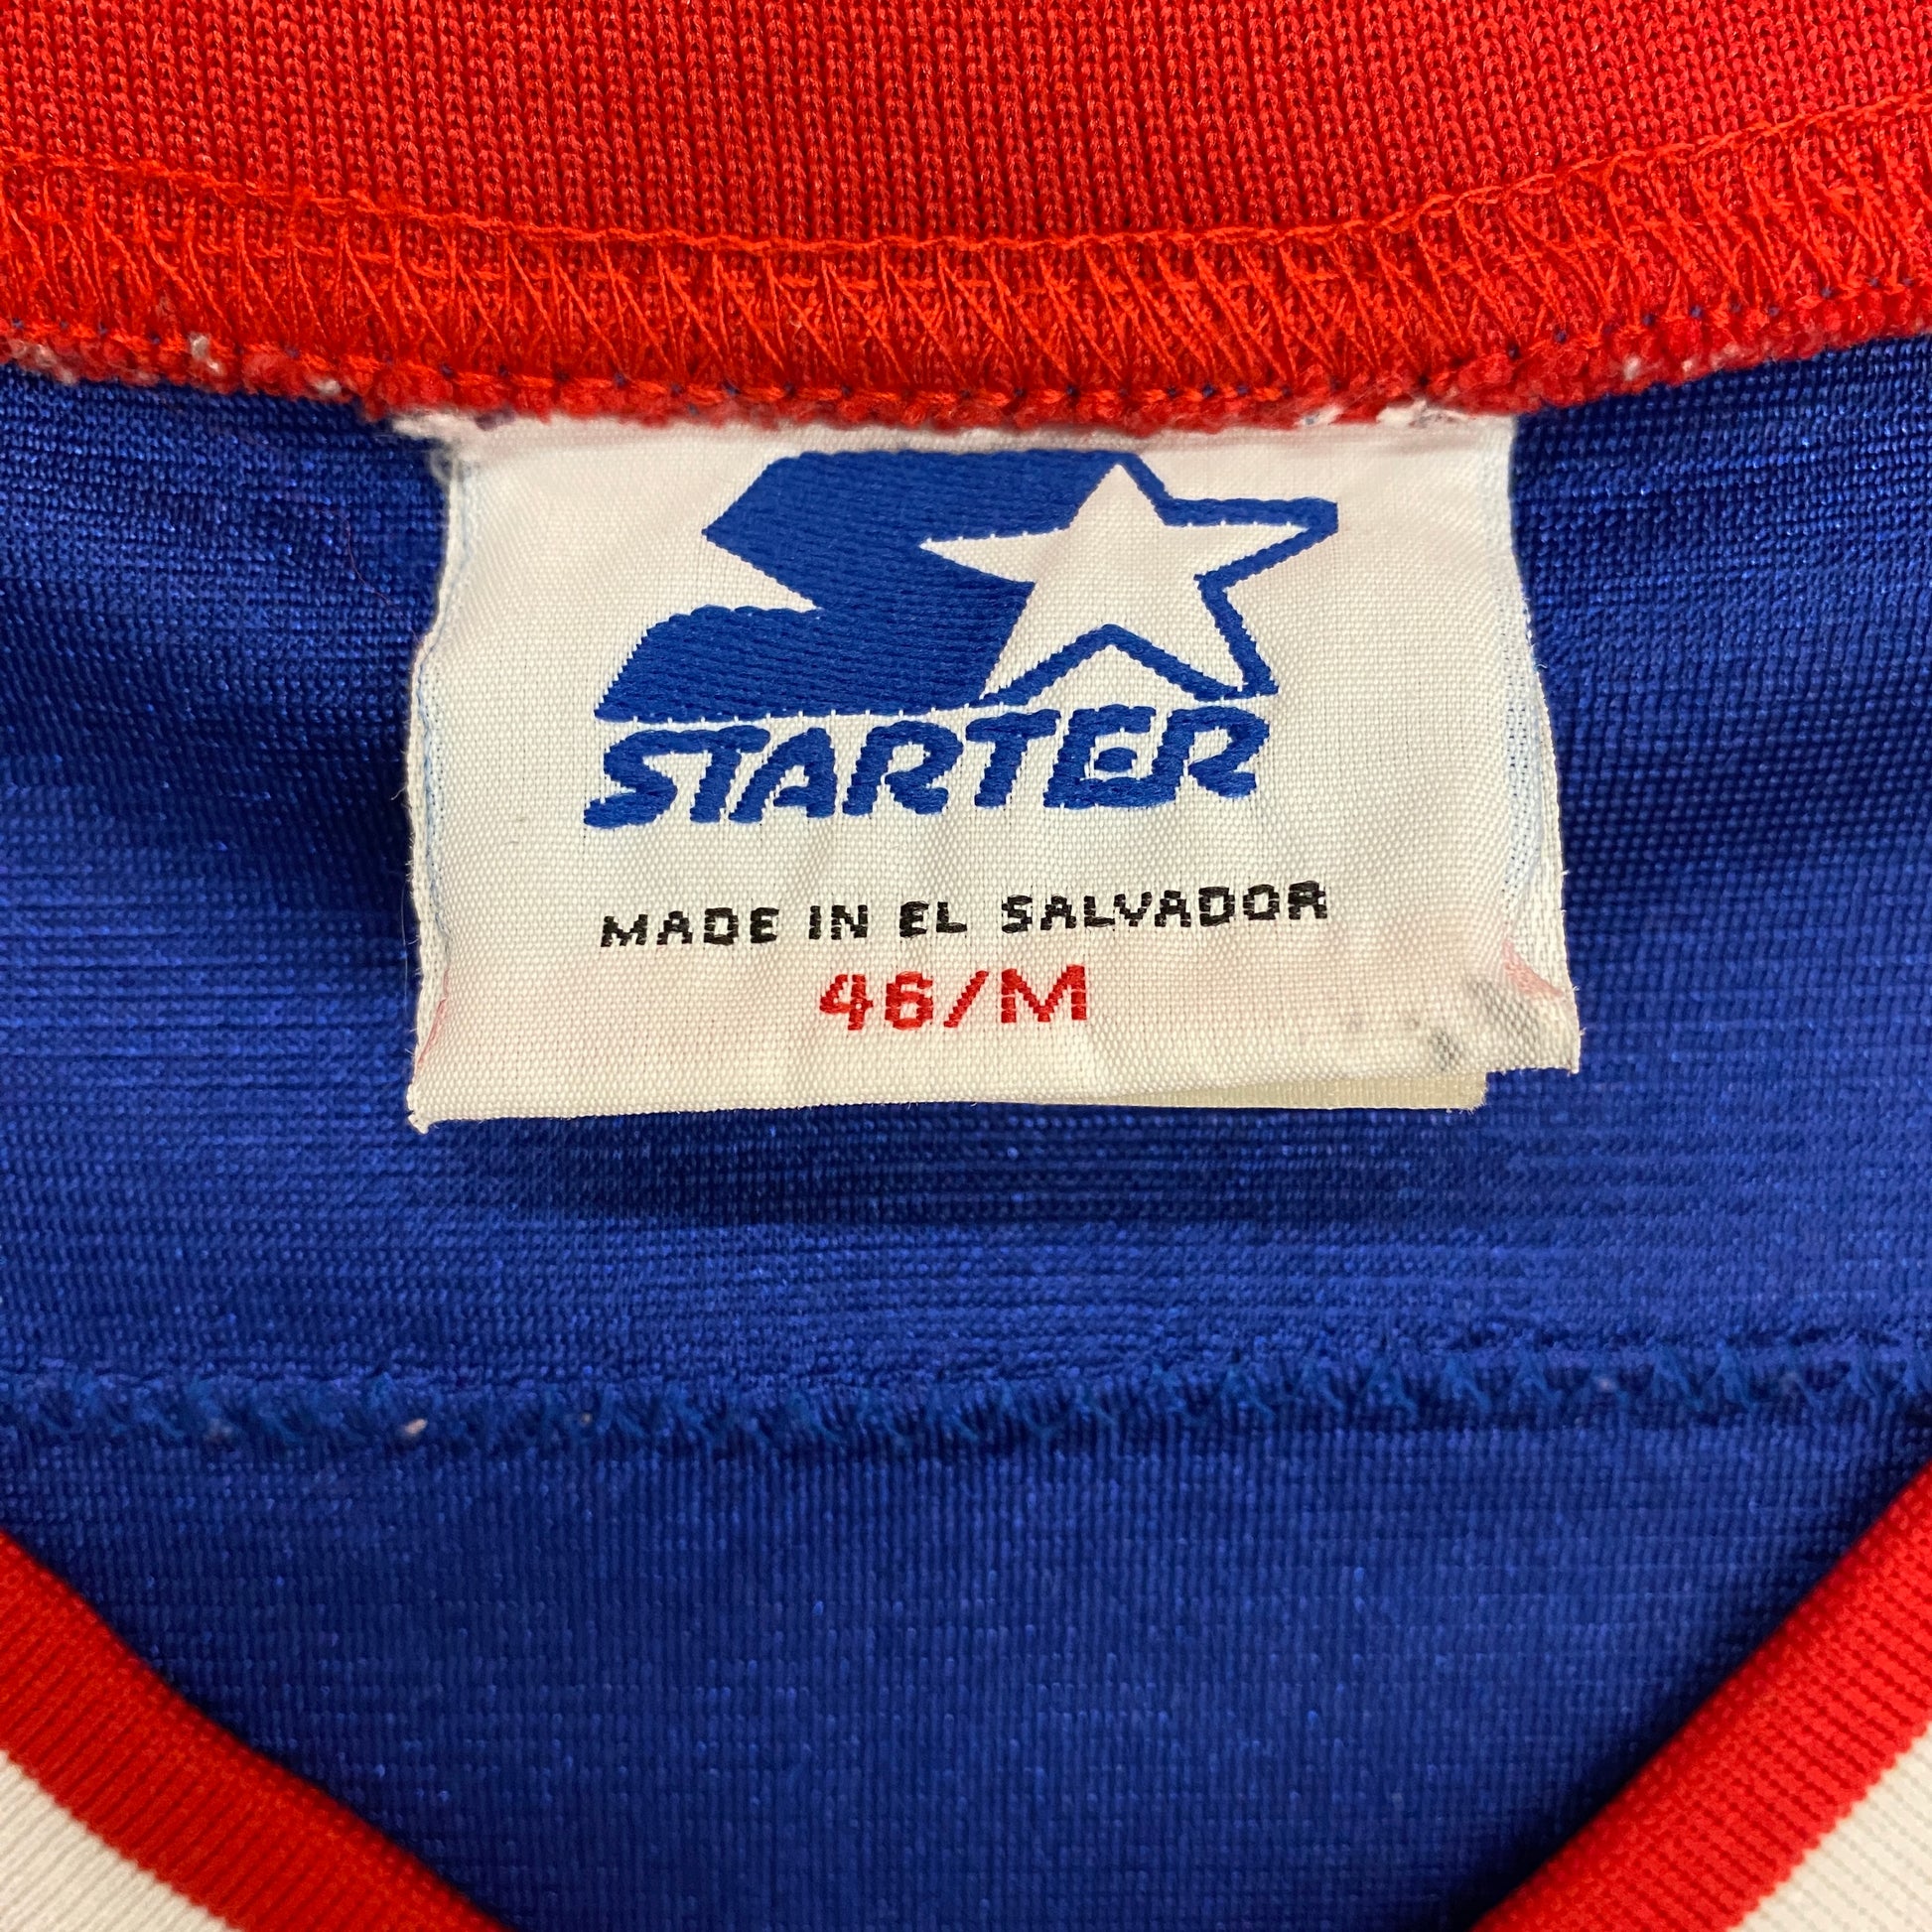 STARTER
MADE IN EL SALVADOR
46/M